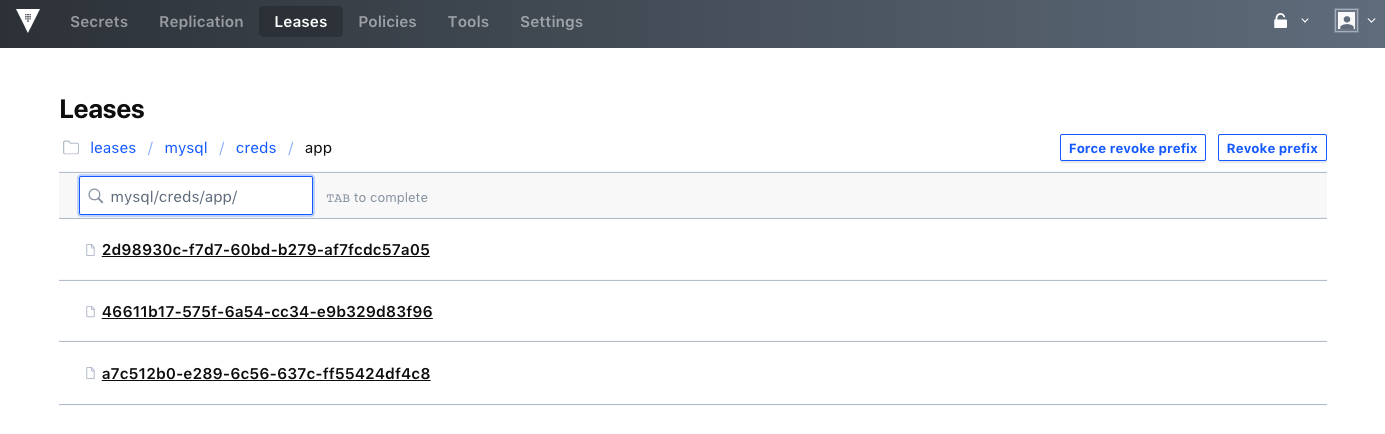 Secrets Replication Leases Policies Tools Settings
Leases
leases / mysql / creds / app
Force revoke prefix Revoke prefix
mysql/creds/app/ TAB to complete
2d98930c-f7d7-60bd-b279-af7fcdc57a05
46611b17-575f-6a54-cc34-e9b329d83f96
a7c512b0-e289-6c56-637c-ff55424df4c8